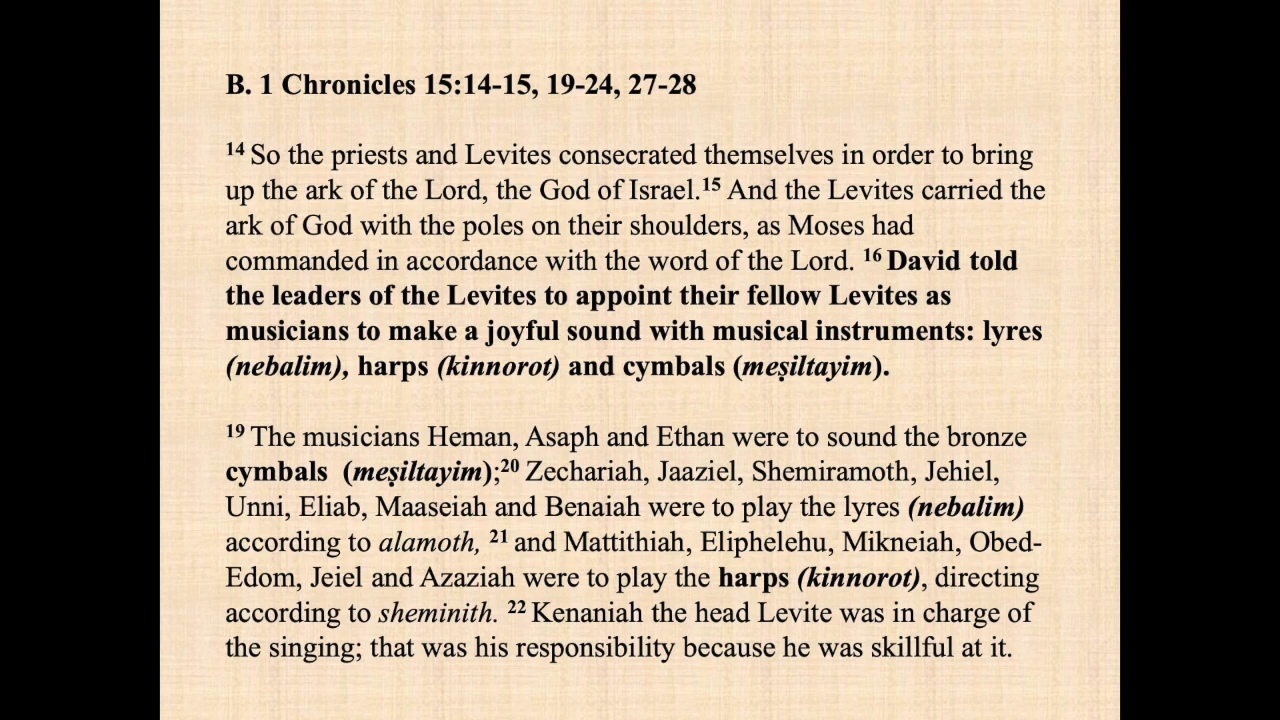 B. 1 Chronicles 15:14-15, 19-24, 27-28
14 So the priests and Levites consecrated themselves in order to bring
up the ark of the Lord, the God of Israel.15 And the Levites carried the
ark of God with the poles on their shoulders, as Moses had
commanded in accordance with the word of the Lord. 16 David told
the leaders of the Levites to appoint their fellow Levites as
musicians to make a joyful sound with musical instruments: lyres
(nebalim), harps (kinnorot) and cymbals (meṣiltayim).
19 The musicians Heman, Asaph and Ethan were to sound the bronze
cymbals (meṣiltayim);20 Zechariah, Jaaziel, Shemiramoth, Jehiel,
Unni, Eliab, Maaseiah and Benaiah were to play the lyres (nebalim)
according to alamoth, 21 and Mattithiah, Eliphelehu, Mikneiah, Obed-
Edom, Jeiel and Azaziah were to play the harps (kinnorot), directing
according to sheminith. 22 Kenaniah the head Levite was in charge of
the singing; that was his responsibility because he was skillful at it.